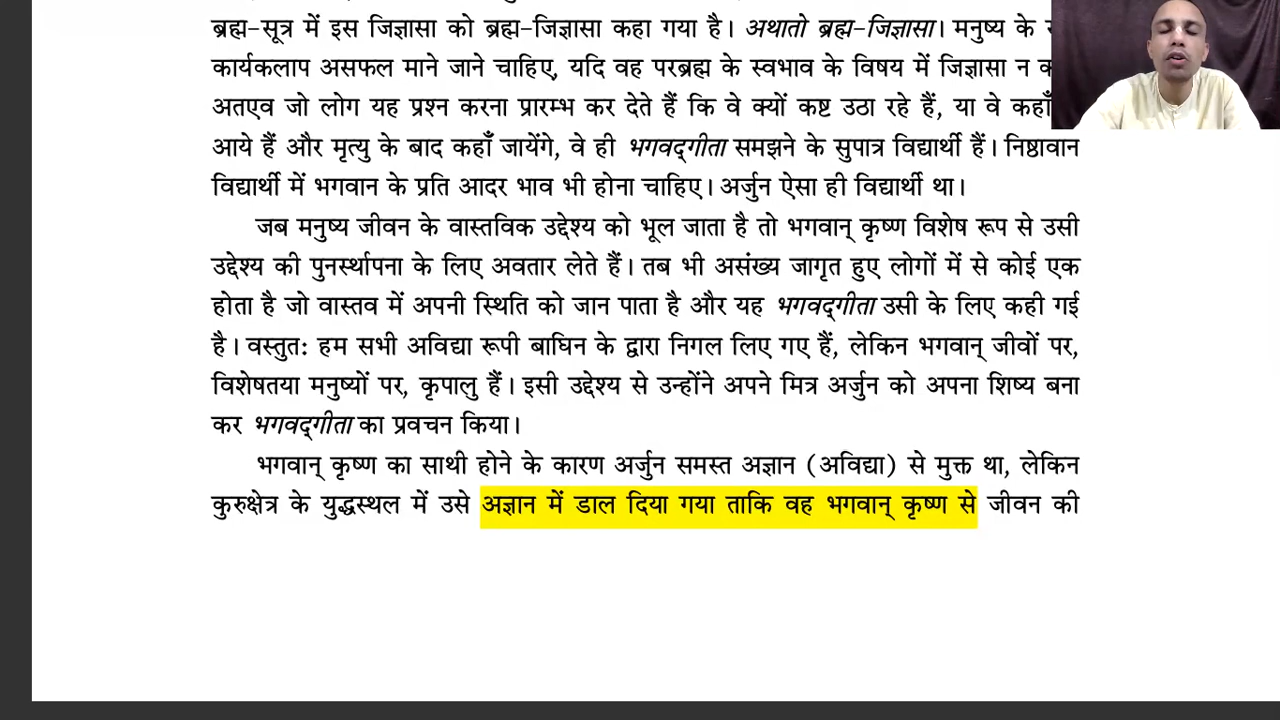 ब्रह्म–सूत्र में इस जिज्ञासा को ब्रह्म–जिज्ञासा कहा गया है। अथातो ब्रह्म–जिज्ञासा। मनुष्य के
कार्यकलाप असफल माने जाने चाहिए, यदि वह परब्रह्म के स्वभाव के विषय में जिज्ञासा न
अतएव जो लोग यह प्रश्न करना प्रारम्भ कर देते हैं कि वे क्यों कष्ट उठा रहे हैं, या वे कहाँ
आये हैं और मृत्यु के बाद कहाँ जायेंगे, वे ही भगवद्‌गीता समझने के सुपात्र विद्यार्थी हैं। निष्ठावान
विद्यार्थी में भगवान के प्रति आदर भाव भी होना चाहिए। अर्जुन ऐसा ही विद्यार्थी था।
जब मनुष्य जीवन के वास्तविक उद्देश्य को भूल जाता है तो भगवान् कृष्ण विशेष रूप से उसी
उद्देश्य की पुनर्स्थापना के लिए अवतार लेते हैं। तब भी असंख्य जागृत हुए लोगों में से कोई एक
होता है जो वास्तव में अपनी स्थिति को जान पाता है और यह भगवद्‌गीता उसी के लिए कही गई
है। वस्तुतः हम सभी अविद्या रूपी बाघिन के द्वारा निगल लिए गए हैं, लेकिन भगवान् जीवों पर,
विशेषतया मनुष्यों पर, कृपालु हैं। इसी उद्देश्य से उन्होंने अपने मित्र अर्जुन को अपना शिष्य बना
कर भगवद्‌गीता का प्रवचन किया।
भगवान् कृष्ण का साथी होने के कारण अर्जुन समस्त अज्ञान (अविद्या) से मुक्त था, लेकिन
कुरुक्षेत्र के युद्धस्थल में उसे अज्ञान में डाल दिया गया ताकि वह भगवान् कृष्ण से जीवन की